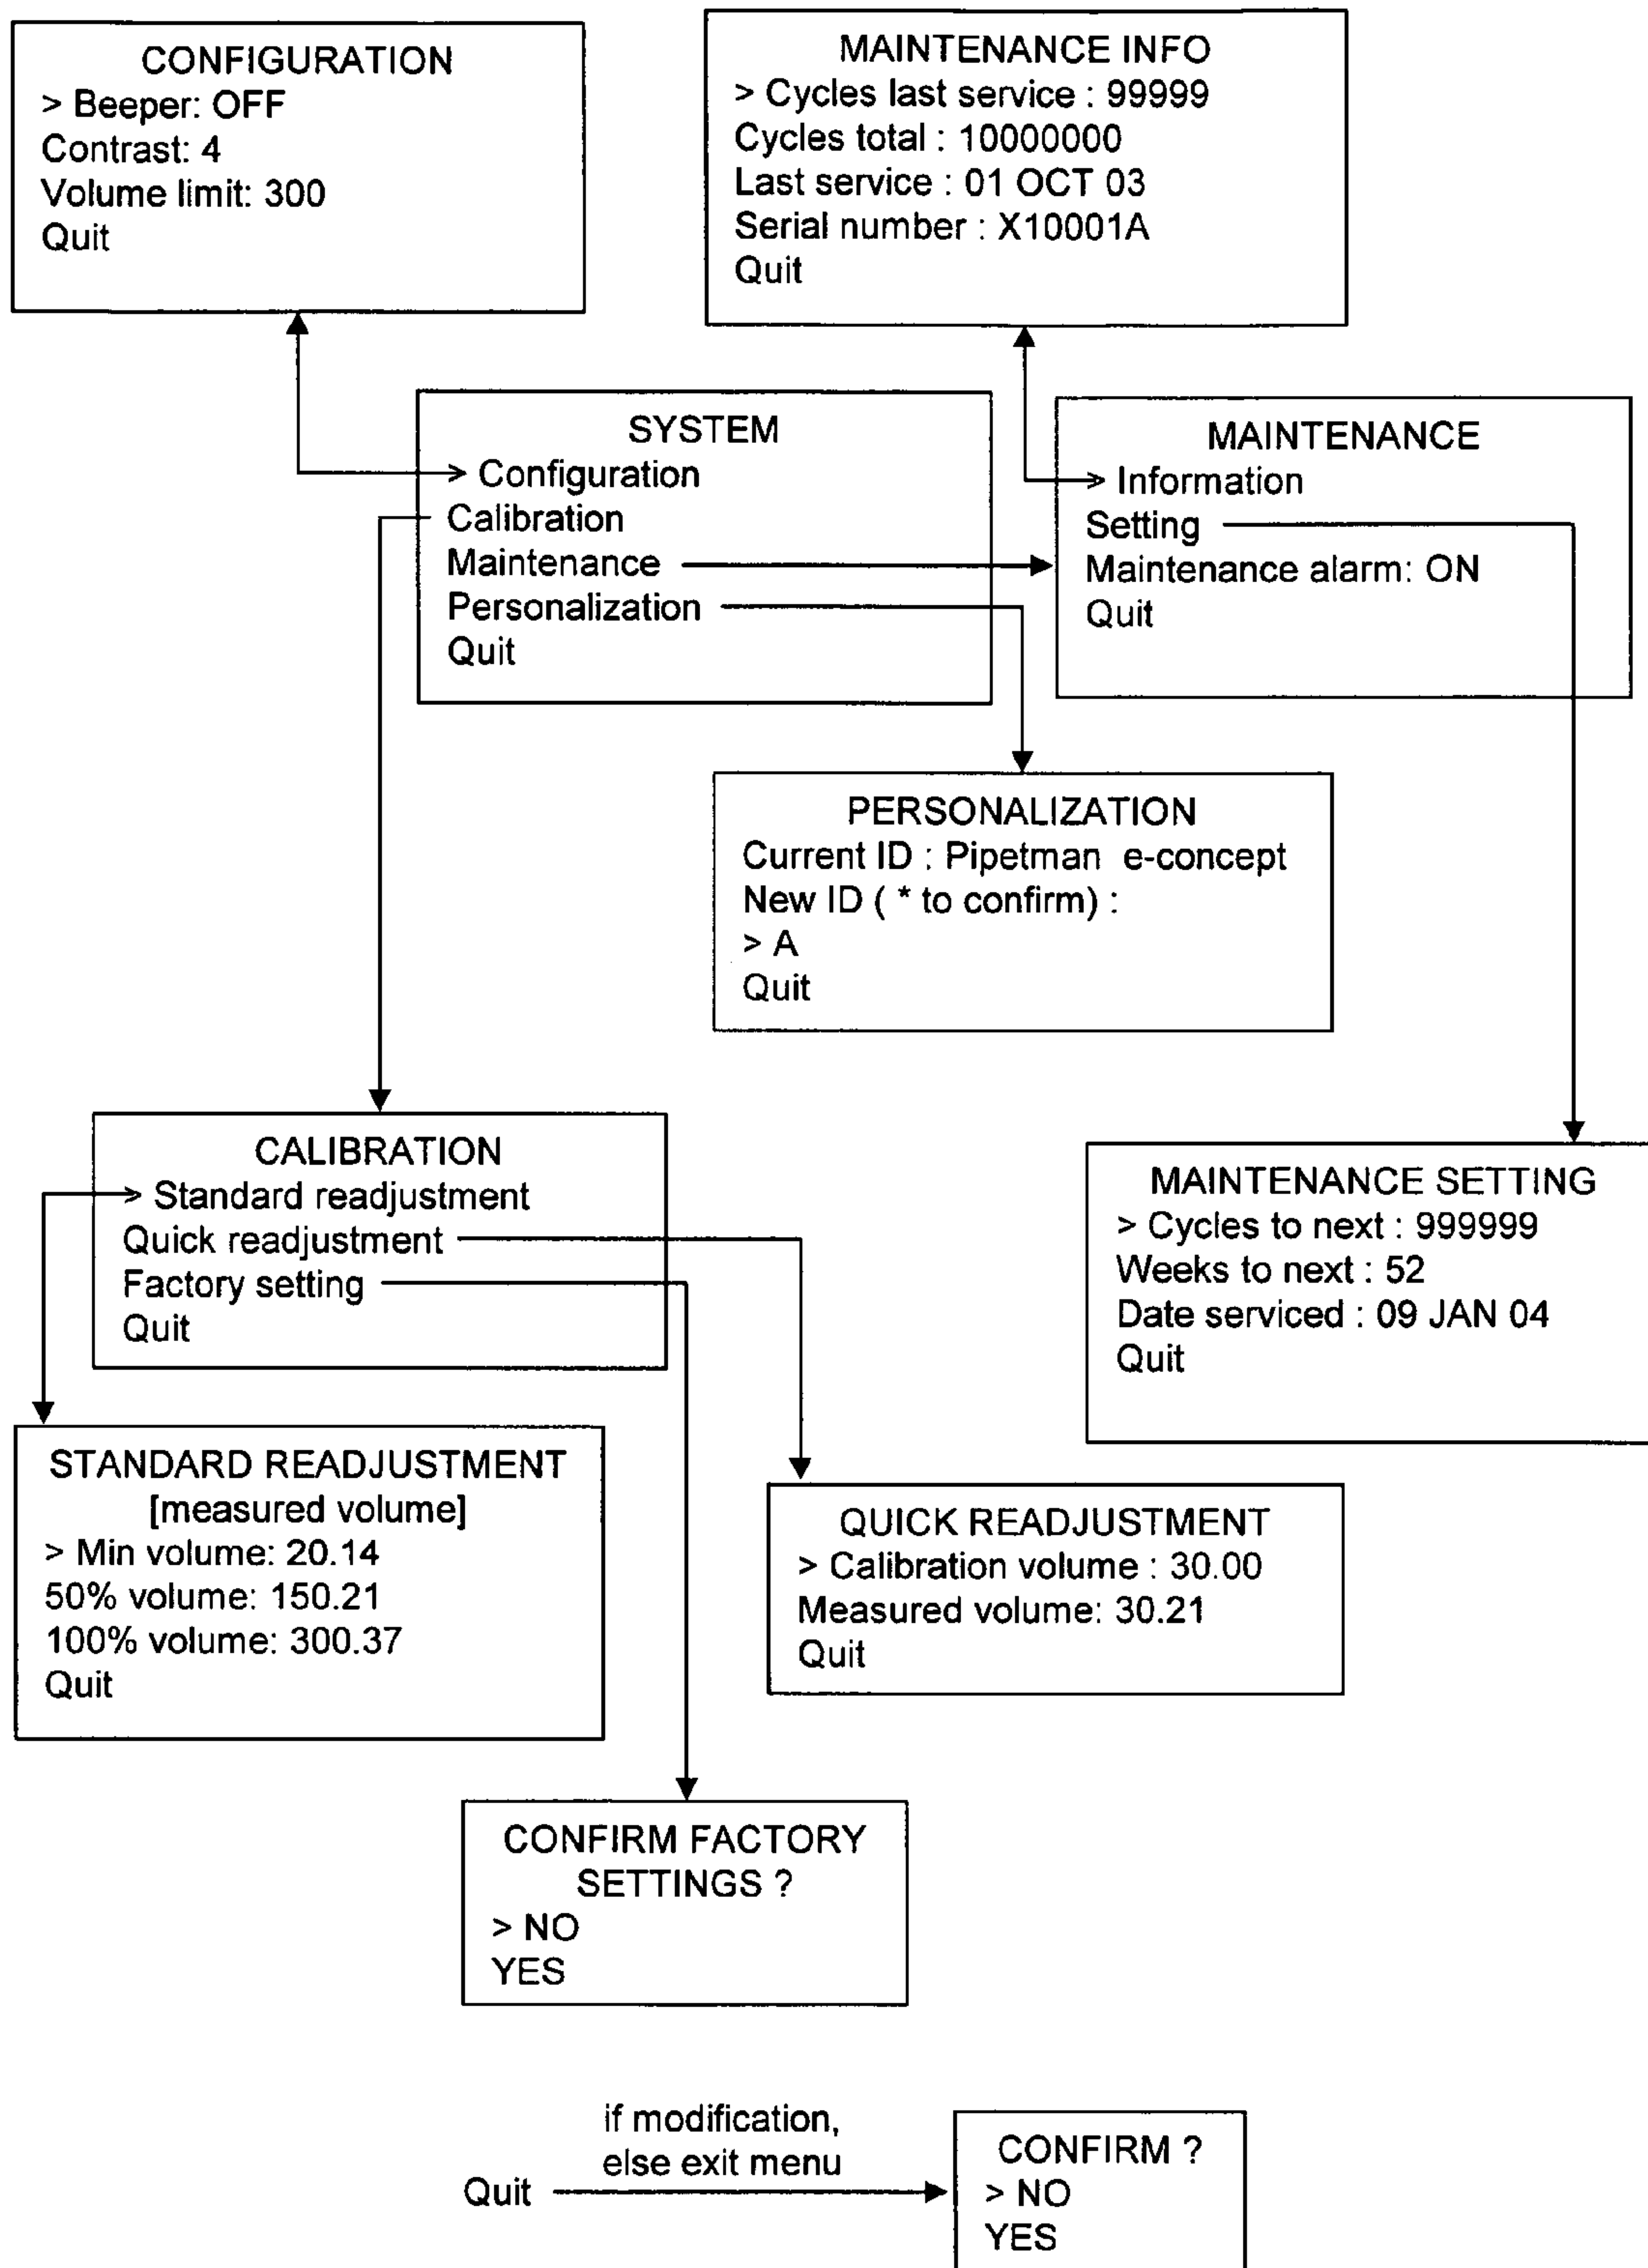 CONFIGURATION
> Beeper: OFF
Contrast: 4
Volume limit: 300
Quit
MAINTENANCE INFO
> Cycles last service : 99999
Cycles total : 10000000
Last service : 01 OCT 03
Serial number : X10001A
Quit
SYSTEM
> Configuration
Calibration
Maintenance
Personalization
Quit
MAINTENANCE
> Information
Setting
Maintenance alarm: ON
Quit
PERSONALIZATION
Current ID : Pipetman e-concept
New ID ( * to confirm) :
> A
Quit
CALIBRATION
> Standard readjustment
Quick readjustment
Factory setting
Quit
MAINTENANCE SETTING
> Cycles to next : 999999
Weeks to next : 52
Date serviced : 09 JAN 04
Quit
STANDARD READJUSTMENT
[measured volume]
> Min volume: 20.14
50% volume: 150.21
100% volume: 300.37
Quit
QUICK READJUSTMENT
> Calibration volume : 30.00
Measured volume: 30.21
Quit
CONFIRM FACTORY
SETTINGS ?
> NO
YES
if modification,
else exit menu
Quit
CONFIRM ?
> NO
YES